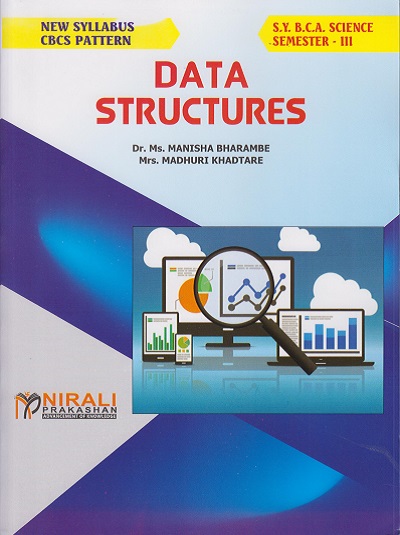 NEW SYLLABUS
CBCS PATTERN
S.Y. B.C.A. SCIENCE
SEMESTER - III
DATA
STRUCTURES
Dr. Ms. MANISHA BHARAMBE
Mrs. MADHURI KHADTARE
NIRALI
PRAKASHAN
ADVANCEMENT OF KNOWLEDGE